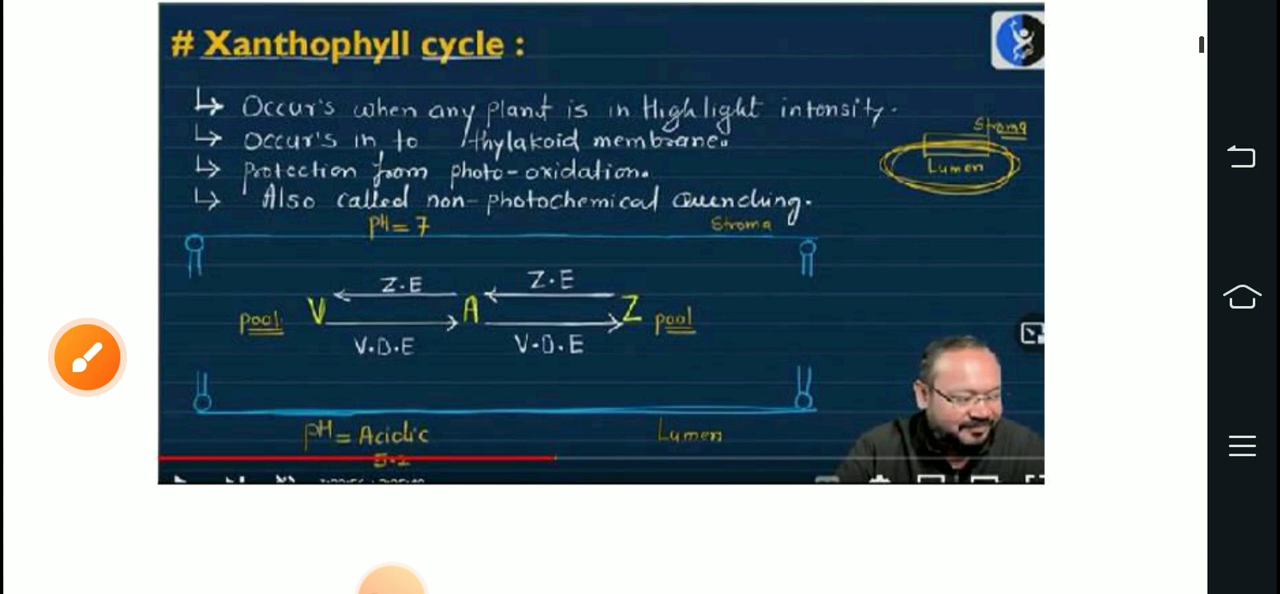 # Xanthophyll cycle :
↳ Occur's when any plant is in High light intensity.
↳ Occur's in to Thylakoid membrane.
↳ Protection from photo-oxidation.
↳ Also called non-photochemical Quenching.
Stroma
Lumen
pH = 7
Stroma
Z.E
Z.E
pool
V
A
Z
pool
V.D.E
V.D.E
pH = Acidic
Lumen